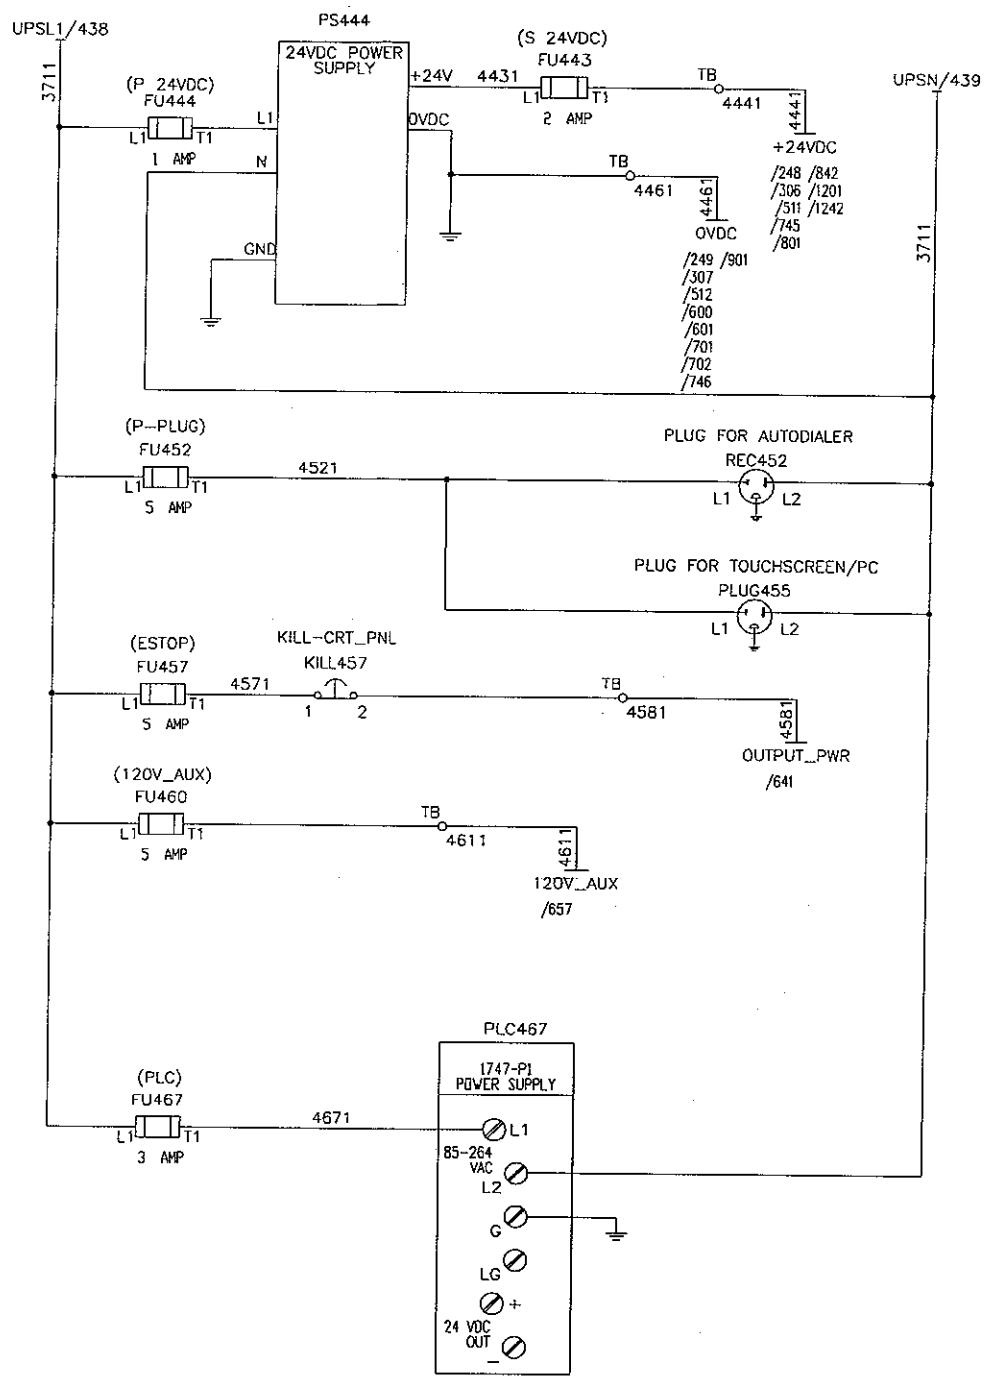 PS444
UPSL1/438
24VDC POWER
SUPPLY
(S 24VDC)
FU443
+24V
4431
L1
T1
2 AMP
TB
4441
4441
+24VDC
/248 /842
/306 /1201
/511 /1242
/745
/801
UPSN/439
3711
3711
(P 24VDC)
FU444
L1
T1
1 AMP
L1
N
GND
0VDC
TB
4461
4461
0VDC
/249 /901
/307
/512
/600
/601
/701
/702
/746
(P-PLUG)
FU452
L1
T1
5 AMP
4521
PLUG FOR AUTODIALER
REC452
L1
L2
PLUG FOR TOUCHSCREEN/PC
PLUG455
L1
L2
(ESTOP)
FU457
L1
T1
5 AMP
4571
KILL-CRT_PNL
KILL457
1
2
TB
4581
4581
OUTPUT_PWR
/641
(120V_AUX)
FU460
L1
T1
5 AMP
TB
4611
4611
120V_AUX
/657
PLC467
1747-P1
POWER SUPPLY
(PLC)
FU467
L1
T1
3 AMP
4671
L1
85-264
VAC
L2
G
LG
+
24 VDC
OUT
-